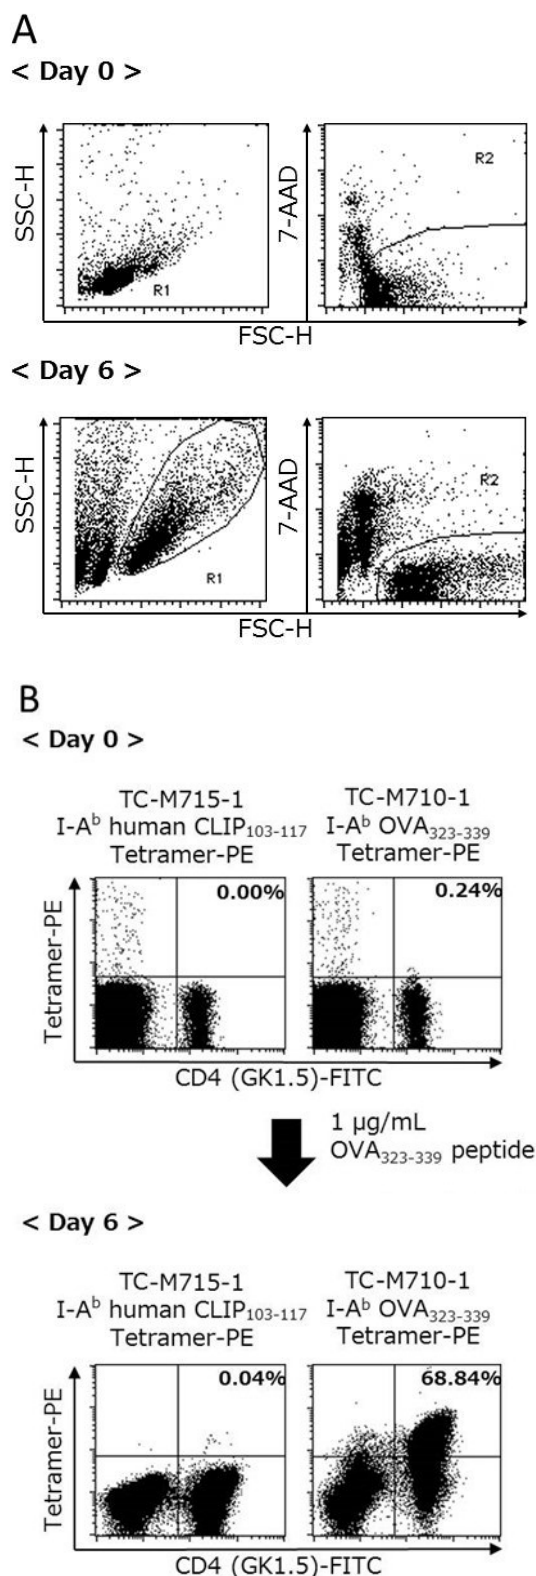 A
< Day 0 >
SSC-H
R1
7-AAD
R2
FSC-H
< Day 6 >
SSC-H
R1
7-AAD
R2
FSC-H
B
< Day 0 >
TC-M715-1
I-Aᵇ human CLIP₁₀₃₋₁₁₇
Tetramer-PE
TC-M710-1
I-Aᵇ OVA₃₂₃₋₃₃₉
Tetramer-PE
Tetramer-PE
0.00%
0.24%
CD4 (GK1.5)-FITC
1 µg/mL
OVA₃₂₃₋₃₃₉ peptide
< Day 6 >
TC-M715-1
I-Aᵇ human CLIP₁₀₃₋₁₁₇
Tetramer-PE
TC-M710-1
I-Aᵇ OVA₃₂₃₋₃₃₉
Tetramer-PE
Tetramer-PE
0.04%
68.84%
CD4 (GK1.5)-FITC